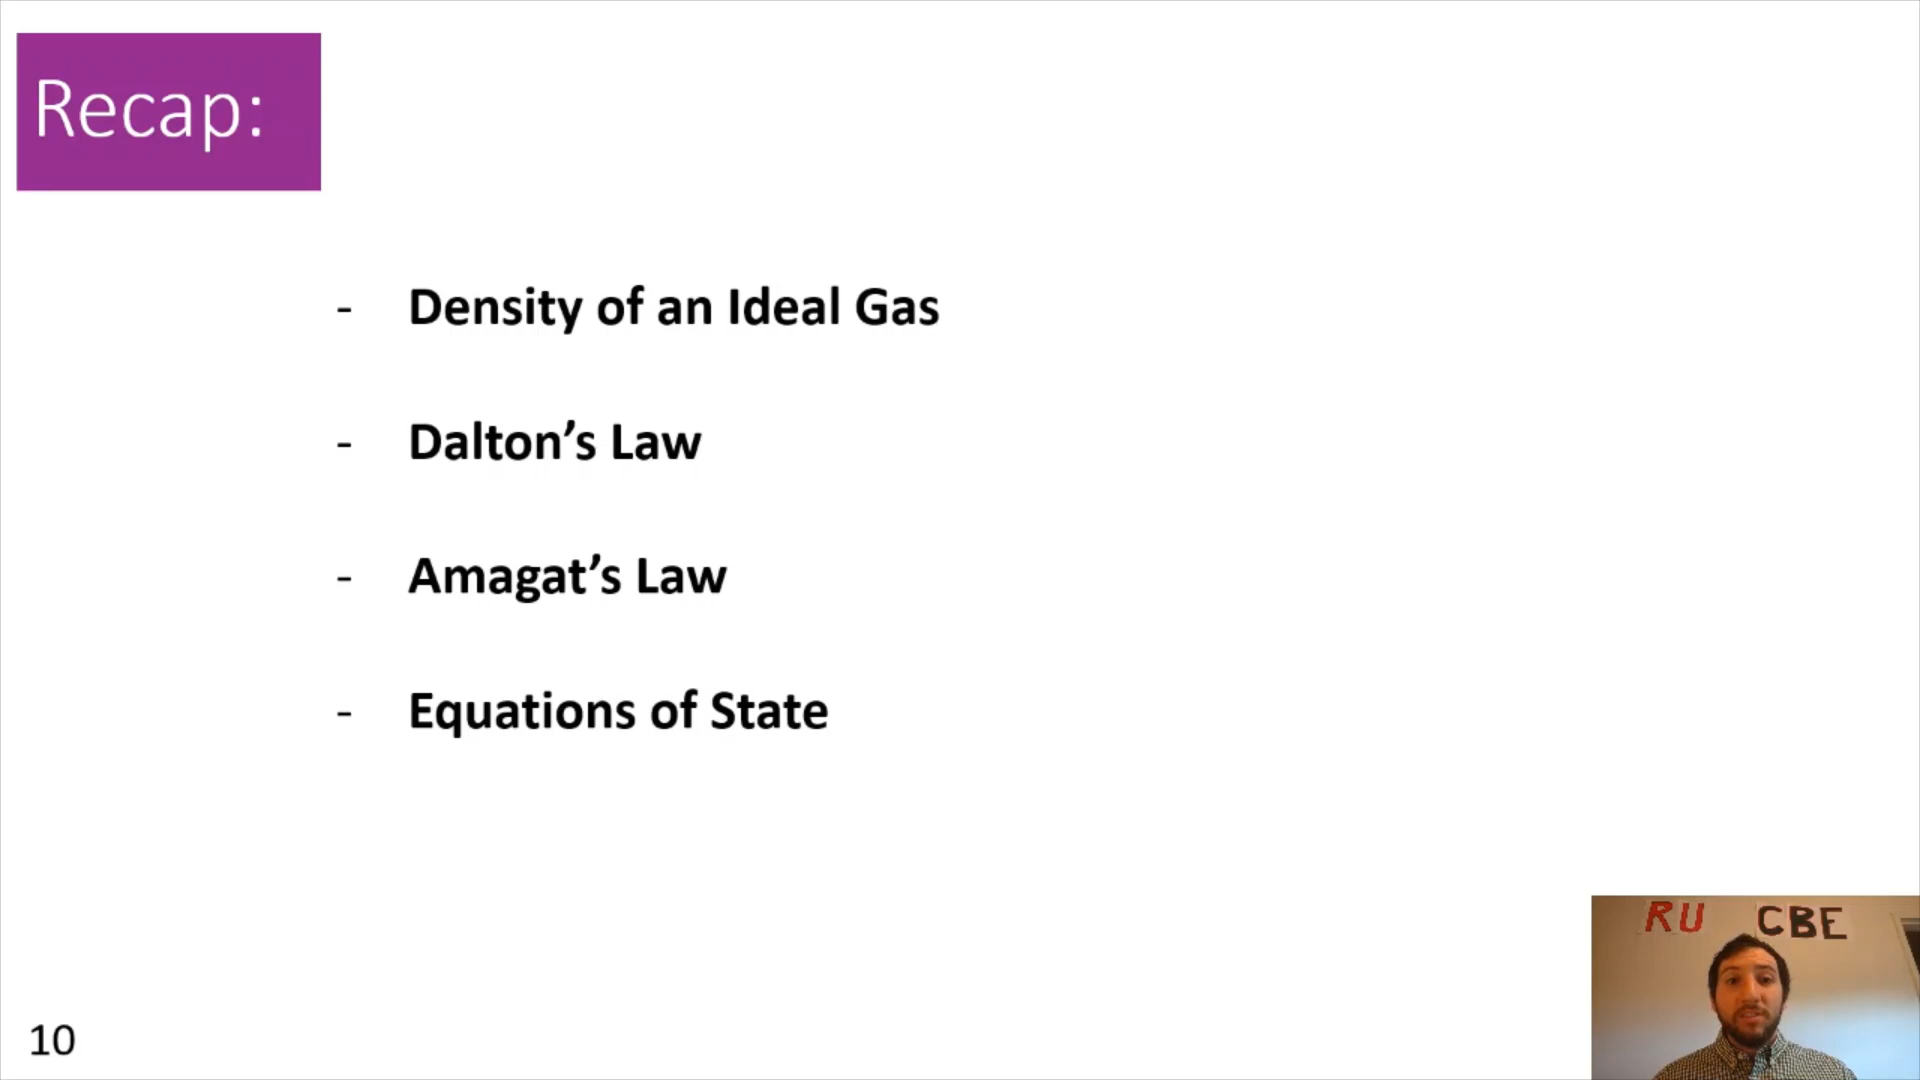 Recap:
- Density of an Ideal Gas
- Dalton’s Law
- Amagat’s Law
- Equations of State
RU CBE
10